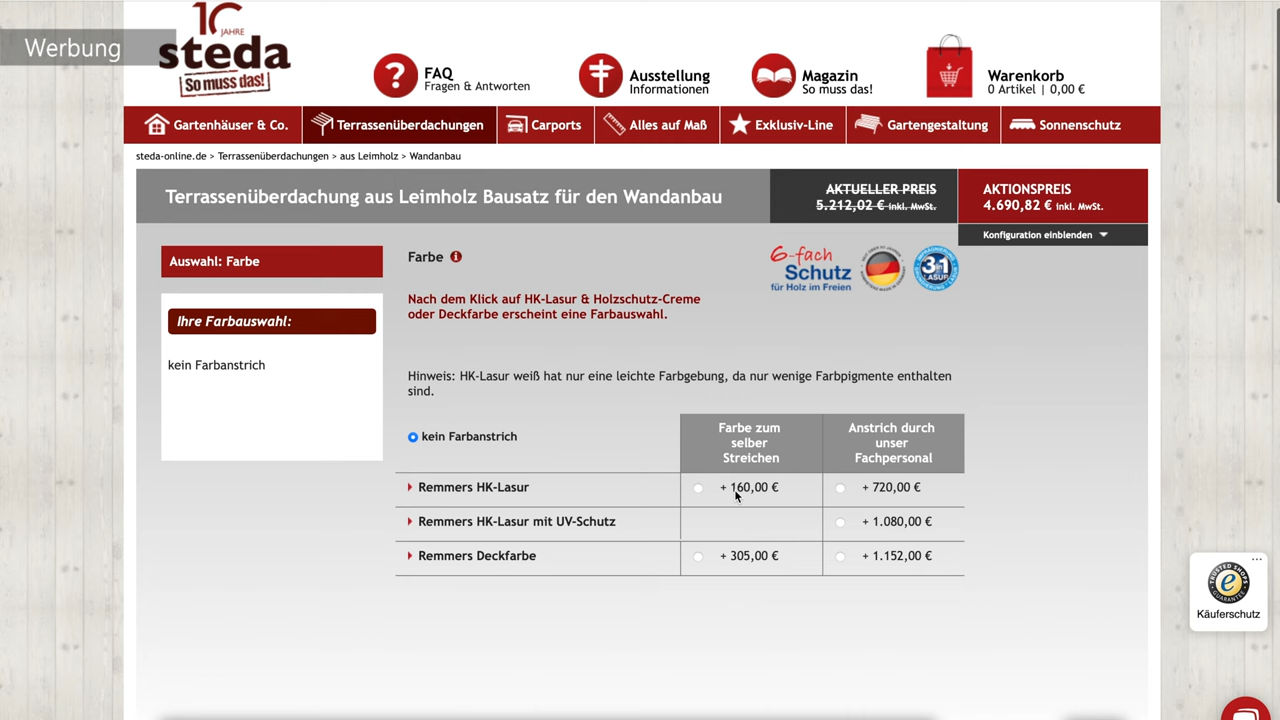 Werbung
10
JAHRE
steda
So muss das!
FAQ
Fragen & Antworten
Ausstellung
Informationen
Magazin
So muss das!
Warenkorb
0 Artikel | 0,00 €
Gartenhäuser & Co.
Terrassenüberdachungen
Carports
Alles auf Maß
Exklusiv-Line
Gartengestaltung
Sonnenschutz
steda-online.de > Terrassenüberdachungen > aus Leimholz > Wandanbau
Terrassenüberdachung aus Leimholz Bausatz für den Wandanbau
AKTUELLER PREIS
5.212,02 € inkl. MwSt.
AKTIONSPREIS
4.690,82 € inkl. MwSt.
Konfiguration einblenden
Auswahl: Farbe
Ihre Farbauswahl:
kein Farbanstrich
Farbe
6-fach
Schutz
für Holz im Freien
3in1
LASUR
Nach dem Klick auf HK-Lasur & Holzschutz-Creme
oder Deckfarbe erscheint eine Farbauswahl.
Hinweis: HK-Lasur weiß hat nur eine leichte Farbgebung, da nur wenige Farbpigmente enthalten
sind.
kein Farbanstrich
Farbe zum
selber
Streichen
Anstrich durch
unser
Fachpersonal
Remmers HK-Lasur
+ 160,00 €
+ 720,00 €
Remmers HK-Lasur mit UV-Schutz
+ 1.080,00 €
Remmers Deckfarbe
+ 305,00 €
+ 1.152,00 €
TRUSTED SHOPS
GUARANTEE
Käuferschutz